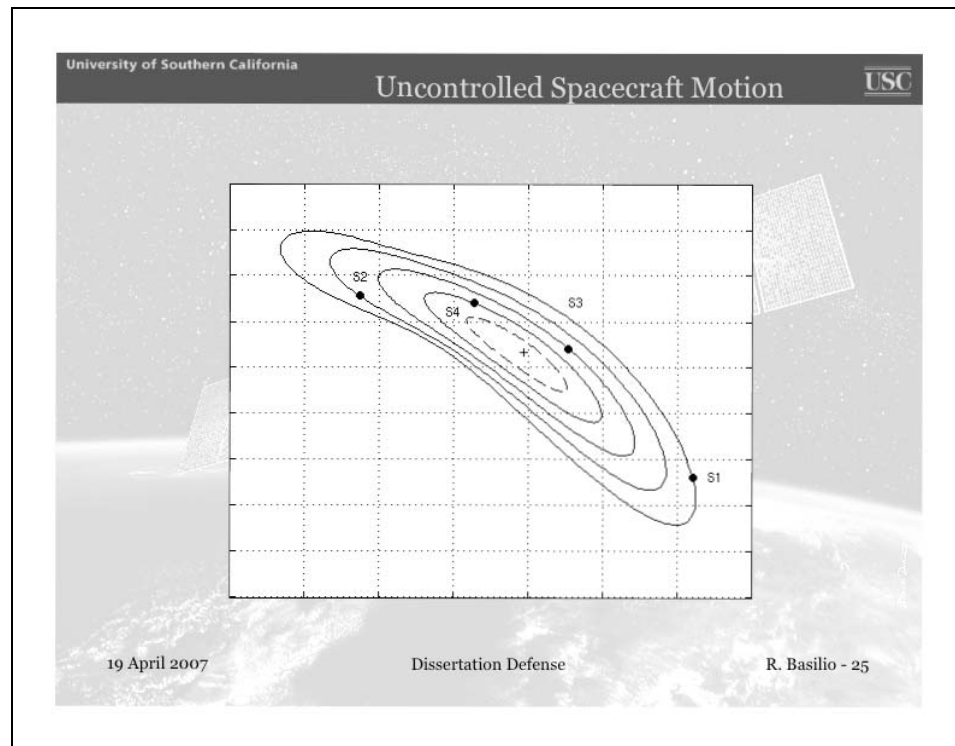 University of Southern California
Uncontrolled Spacecraft Motion
USC
S2
S3
S4
S1
19 April 2007
Dissertation Defense
R. Basilio - 25